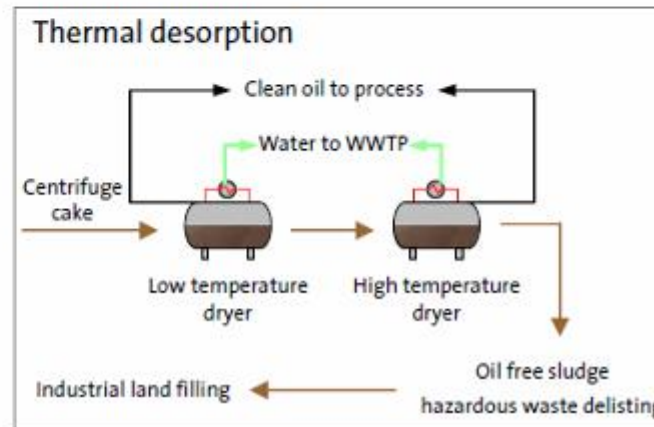 Thermal desorption
Clean oil to process
Water to WWTP
Centrifuge
cake
Low temperature
dryer
High temperature
dryer
Oil free sludge
hazardous waste delisting
Industrial land filling